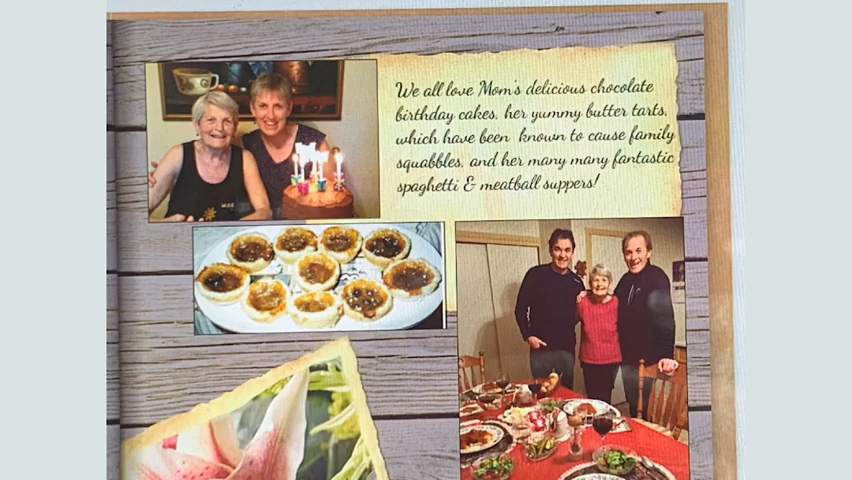 We all love Mom's delicious chocolate
birthday cakes, her yummy butter tarts,
which have been known to cause family
squabbles, and her many many fantastic
spaghetti & meatball suppers!